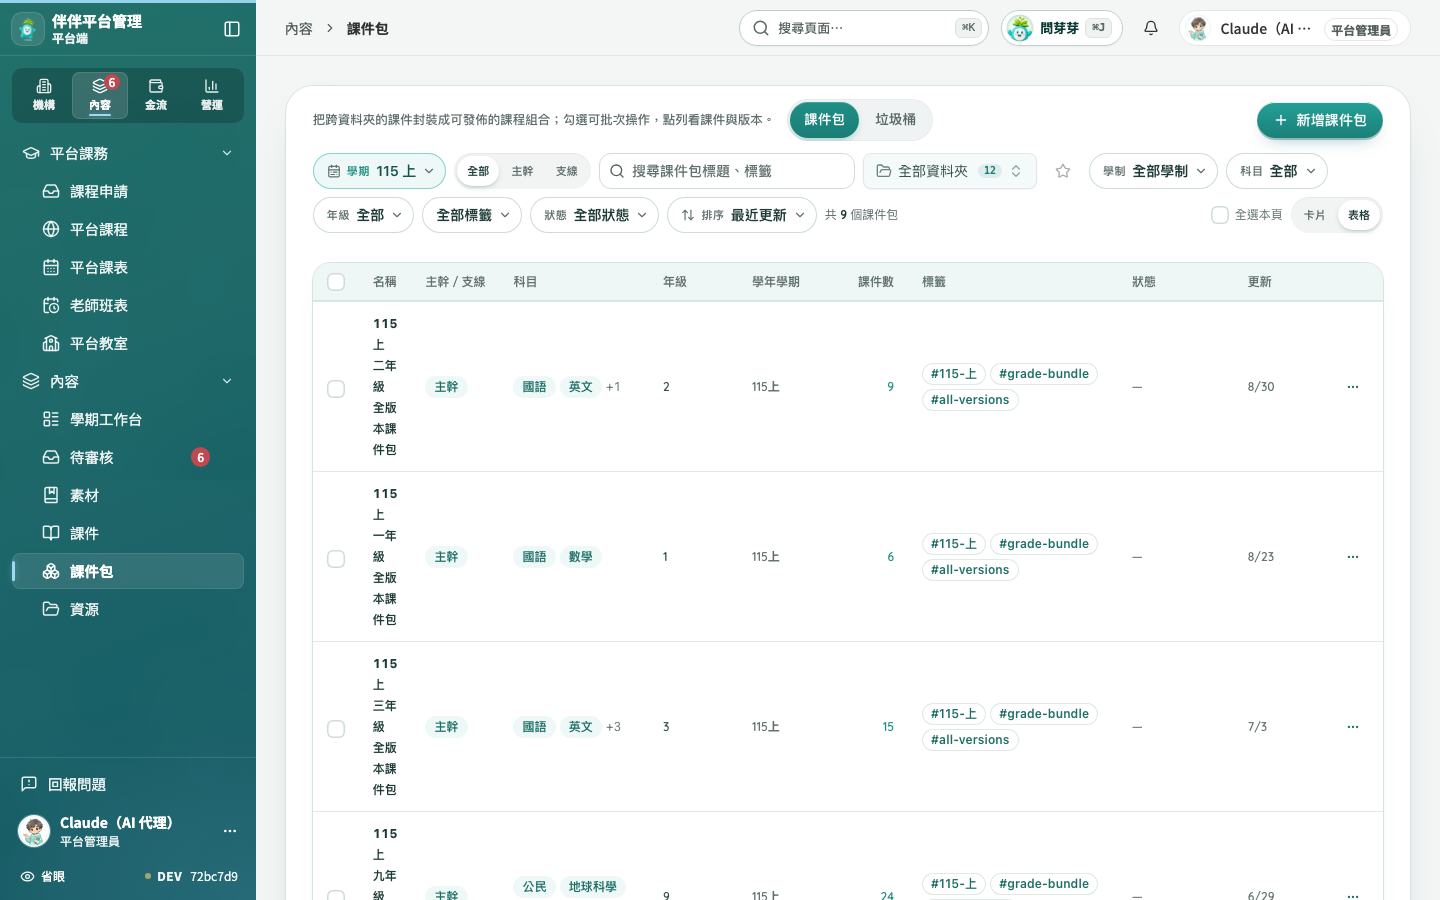 伴伴平台管理
平台端
機構
內容
6
金流
營運
平台課務
課程申請
平台課程
平台課表
老師班表
平台教室
內容
學期工作台
待審核
6
素材
課件
課件包
資源
回報問題
Claude（AI 代理）
平台管理員
省眼
DEV 72bc7d9
內容 > 課件包
搜尋頁面…
⌘K
問芽芽
⌘J
Claude（AI …
平台管理員
把跨資料夾的課件封裝成可發佈的課程組合；勾選可批次操作，點列看課件與版本。
課件包
垃圾桶
+ 新增課件包
學期 115 上
全部
主幹
支線
搜尋課件包標題、標籤
全部資料夾 12
學制 全部學制
科目 全部
年級 全部
全部標籤
狀態 全部狀態
排序 最近更新
共 9 個課件包
全選本頁
卡片
表格
名稱 主幹 / 支線 科目 年級 學年學期 課件數 標籤 狀態 更新
115
上
二年
級
全版
本課
件包
主幹 國語 英文 +1 2 115上 9 #115-上 #grade-bundle
#all-versions
— 8/30 …
115
上
一年
級
全版
本課
件包
主幹 國語 數學 1 115上 6 #115-上 #grade-bundle
#all-versions
— 8/23 …
115
上
三年
級
全版
本課
件包
主幹 國語 英文 +3 3 115上 15 #115-上 #grade-bundle
#all-versions
— 7/3 …
115
上
九年
級
主幹 公民 地球科學 9 115上 24 #115-上 #grade-bundle
— 6/29 …